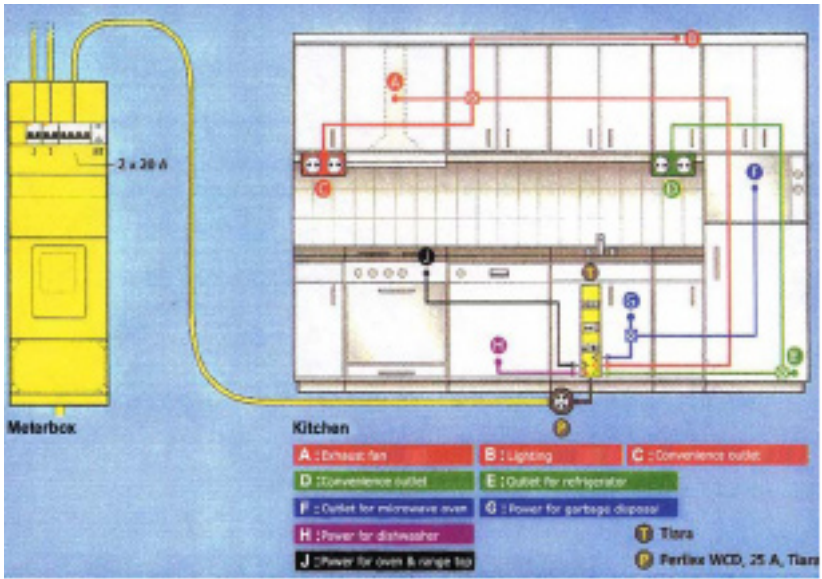 B
A
2 x 20 A
C
D
F
J
T
G
H
E
P
Meterbox
Kitchen
A : Exhaust fan
B : Lighting
C : Convenience outlet
D : Convenience outlet
E : Outlet for refrigerator
F : Outlet for microwave oven
G : Power for garbage disposal
H : Power for dishwasher
T Tiara
J : Power for oven & range top
P Perilex WCD, 25 A, Tiara